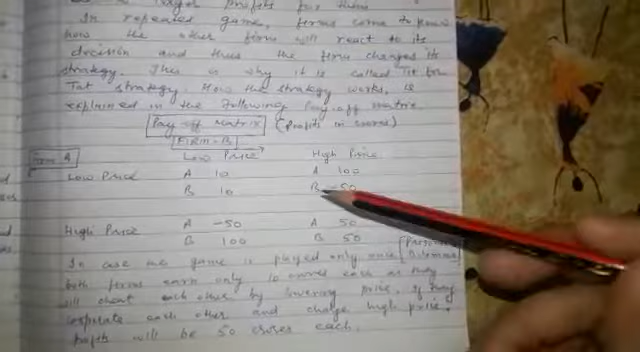 to larger profits for them
In repeated game, firms come to know
how the other firm will react to its
decision and thus the firm changes its
strategy. This is why it is called Tit for
Tat strategy. How the strategy works, is
explained in the following Pay-off matrix.
Pay off matrix (Profits in crores)
Firm-B
Firm A Low Price High Price
Low Price A 10 A 100
B 10 B -50
High Price A -50 A 50
B 100 B 50
In case the game is played only once [Prisoner's
both firms earn only 10 crores each as they Dilemma]
will cheat each other by lowering price. If they
cooperate each other and charge high price,
profits will be 50 crores each.